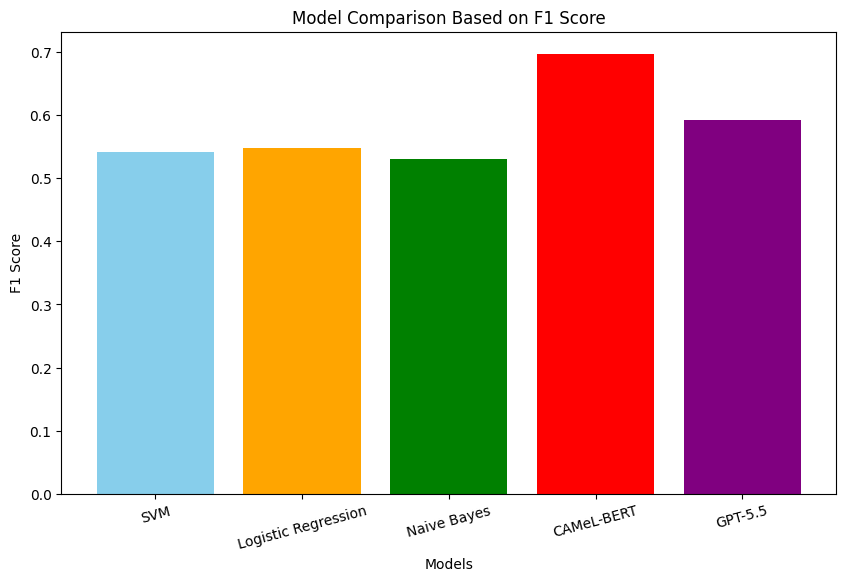 Model Comparison Based on F1 Score
F1 Score
0.7
0.6
0.5
0.4
0.3
0.2
0.1
0.0
SVM
Logistic Regression
Naive Bayes
CAMeL-BERT
GPT-5.5
Models